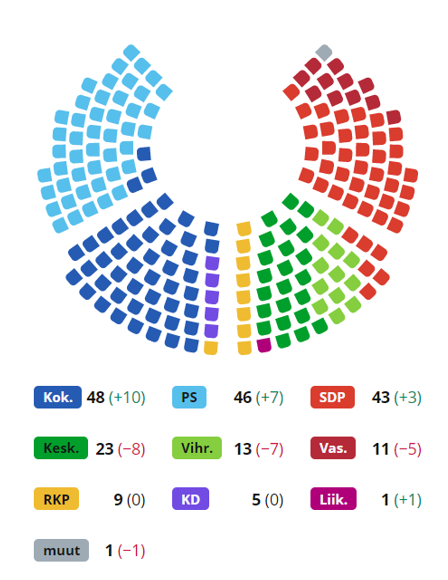 Kok. 48 (+10) PS 46 (+7) SDP 43 (+3)
Kesk. 23 (−8) Vihr. 13 (−7) Vas. 11 (−5)
RKP 9 (0) KD 5 (0) Liik. 1 (+1)
muut 1 (−1)